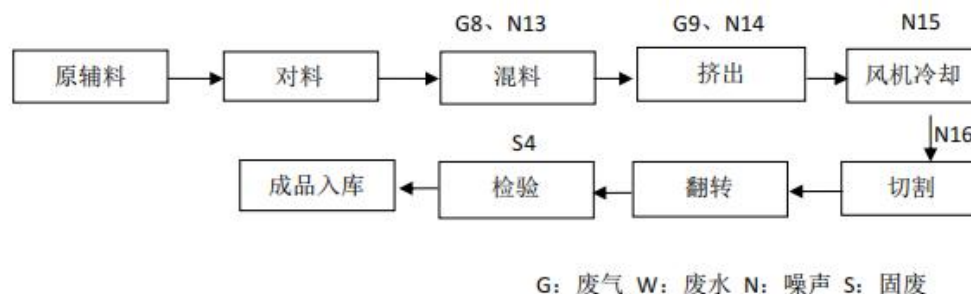 G8、N13 G9、N14 N15
原辅料 对料 混料 挤出 风机冷却
N16
S4
成品入库 检验 翻转 切割
G：废气 W：废水 N：噪声 S：固废